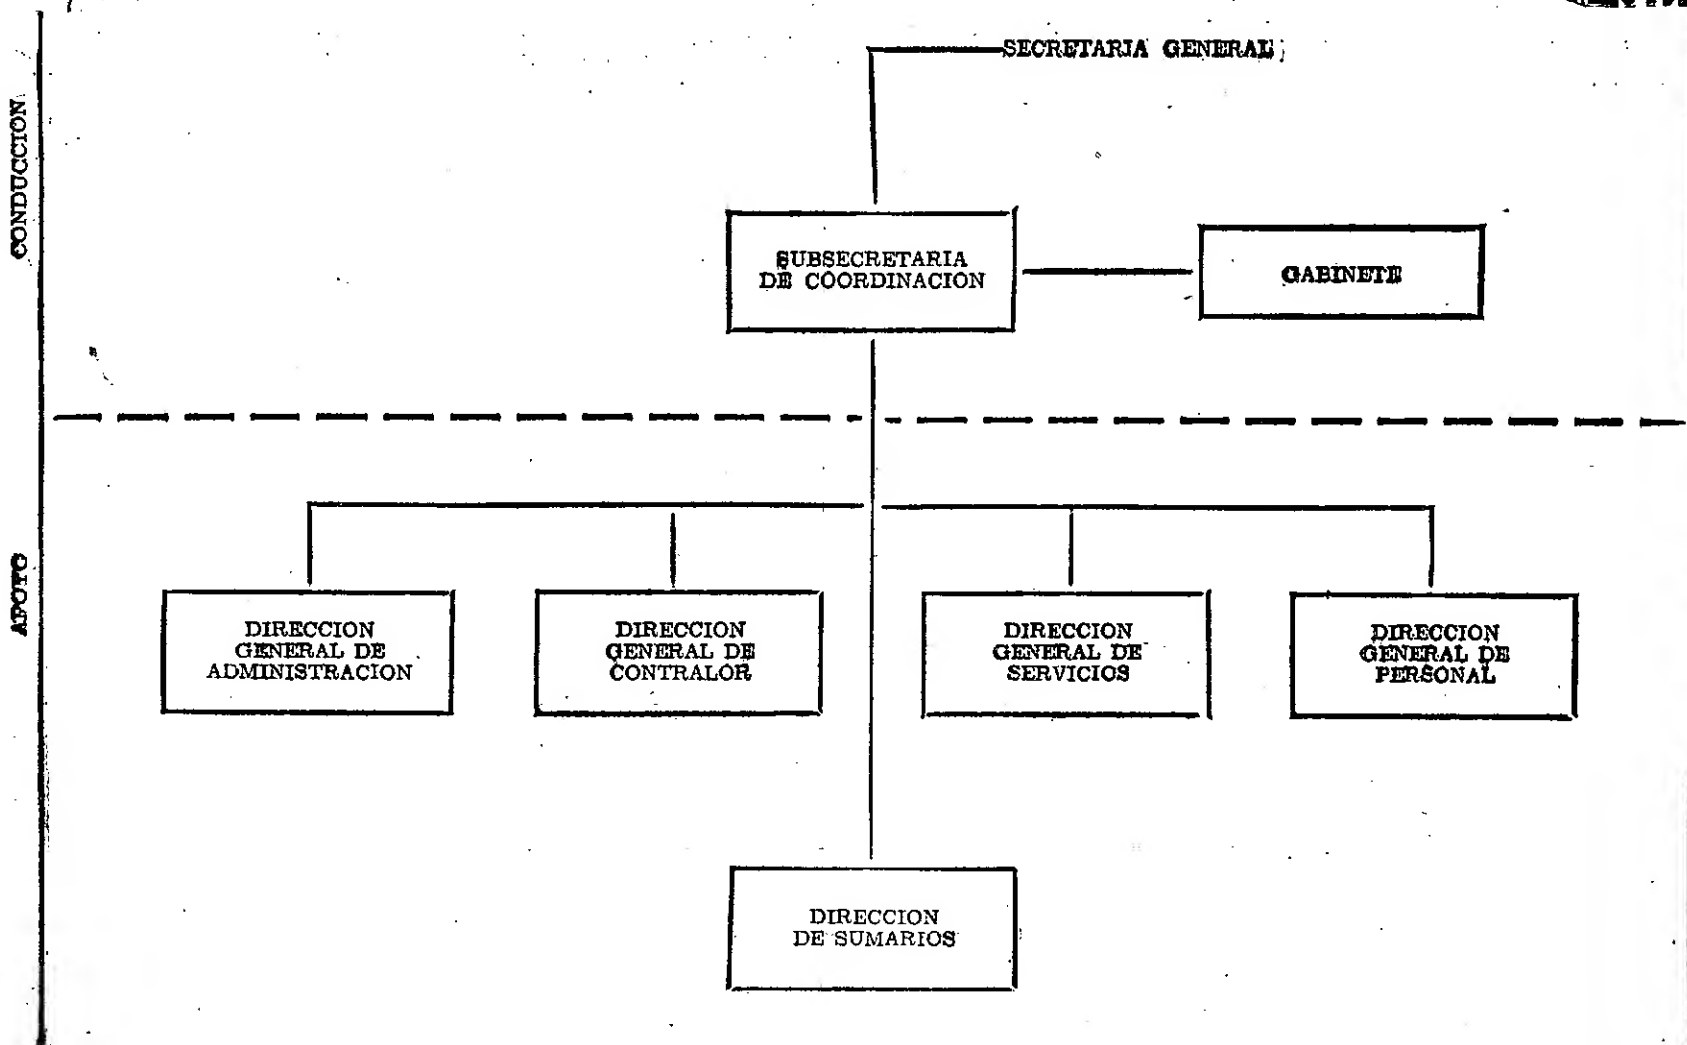 SECRETARIA GENERAL
CONDUCCION
SUBSECRETARIA
DE COORDINACION
GABINETE
APOYO
DIRECCION
GENERAL DE
ADMINISTRACION
DIRECCION
GENERAL DE
CONTRALOR
DIRECCION
GENERAL DE
SERVICIOS
DIRECCION
GENERAL DE
PERSONAL
DIRECCION
DE SUMARIOS